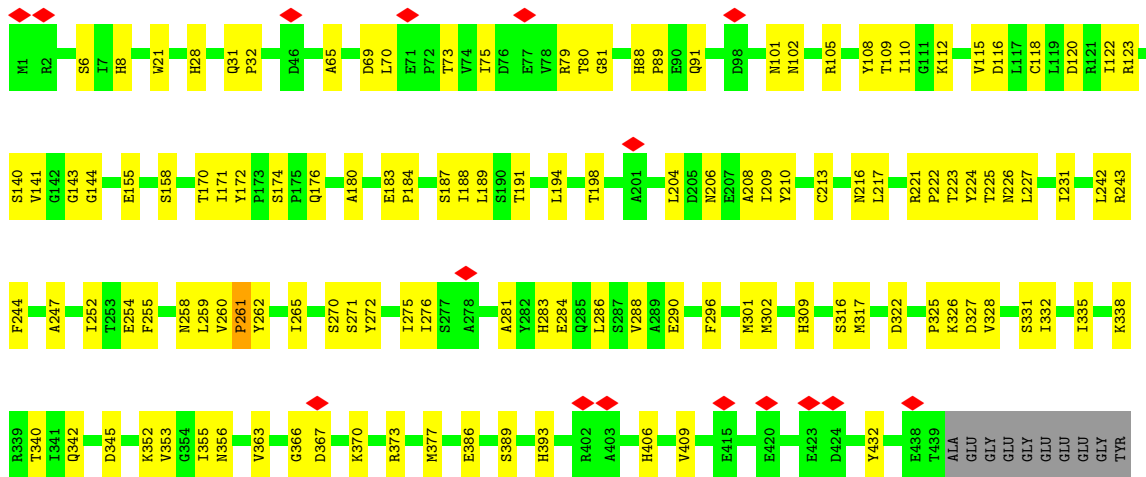 M1 R2 S6 I7 H8 W21 H28 Q31 P32 D46 A65 D69 L70 E71 P72 T73 V74 I75 D76 E77 V78 R79 T80 G81 H88 P89 E90 Q91 D98 N101 N102 R105 Y108 T109 I110 G111 K112 V115 D116 L117 C118 L119 D120 R121 I122 R123
S140 V141 G142 G143 G144 E155 S158 T170 I171 Y172 P173 S174 P175 Q176 A180 E183 P184 S187 I188 L189 S190 T191 L194 T198 A201 L204 D205 N206 E207 A208 I209 Y210 C213 N216 L217 R221 P222 T223 Y224 T225 N226 L227 I231 L242 R243
F244 A247 I252 T253 E254 F255 N258 L259 V260 P261 Y262 I265 S270 S271 Y272 I275 I276 S277 A278 A281 Y282 H283 E284 Q285 L286 S287 V288 A289 E290 F296 M301 M302 H309 S316 M317 D322 P325 K326 D327 V328 S331 I332 I335 K338
R339 T340 I341 Q342 D345 K352 V353 G354 I355 N356 V363 G366 D367 K370 R373 M377 E386 S389 H393 R402 A403 H406 V409 E415 E420 E423 D424 Y432 E438 T439 ALA GLU GLY GLU GLY GLU GLU GLU GLY TYR